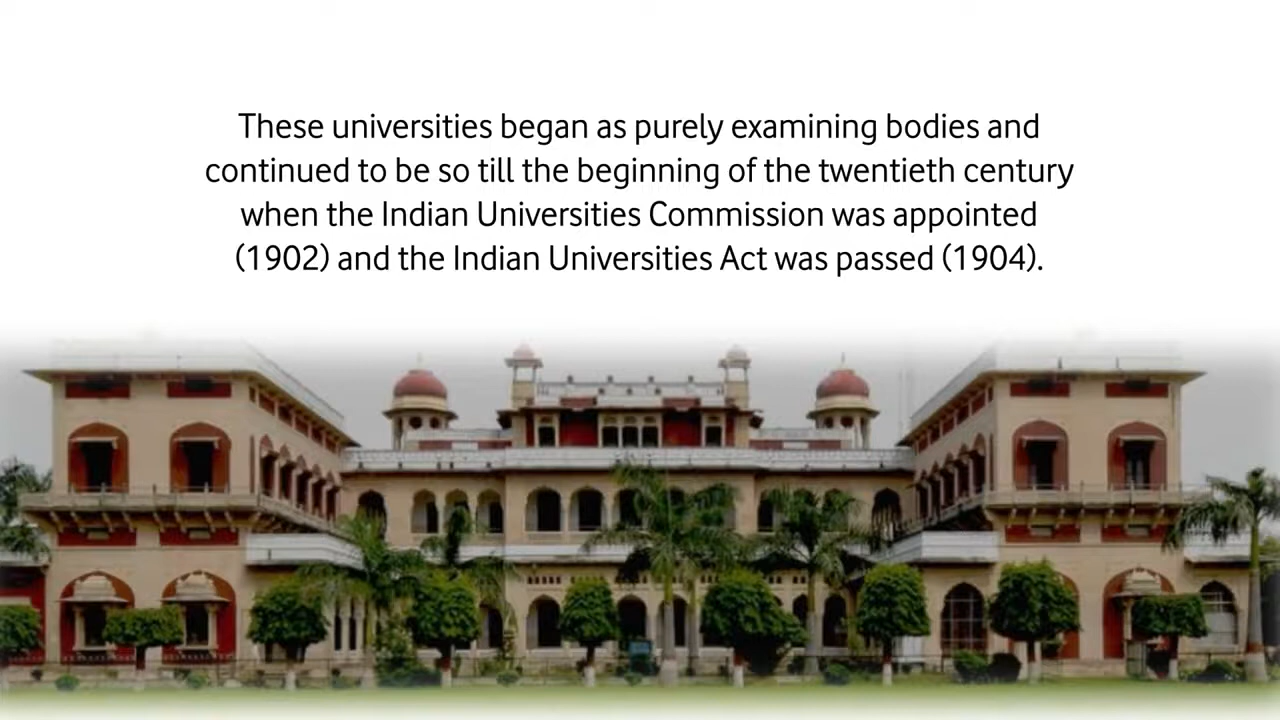 These universities began as purely examining bodies and
continued to be so till the beginning of the twentieth century
when the Indian Universities Commission was appointed
(1902) and the Indian Universities Act was passed (1904).